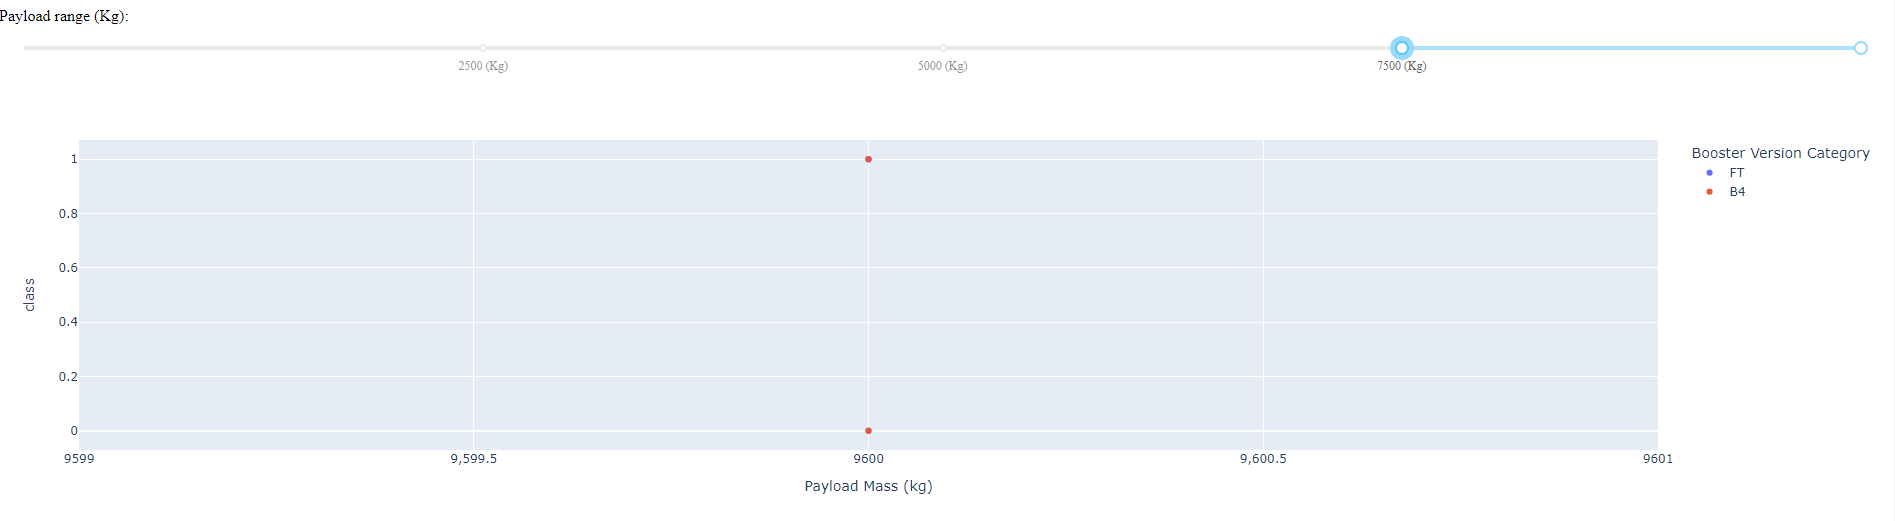 Payload range (Kg):
2500 (Kg) 5000 (Kg) 7500 (Kg)
Booster Version Category
FT
B4
1
0.8
0.6
0.4
0.2
0
class
9599 9,599.5 9600 9,600.5 9601
Payload Mass (kg)